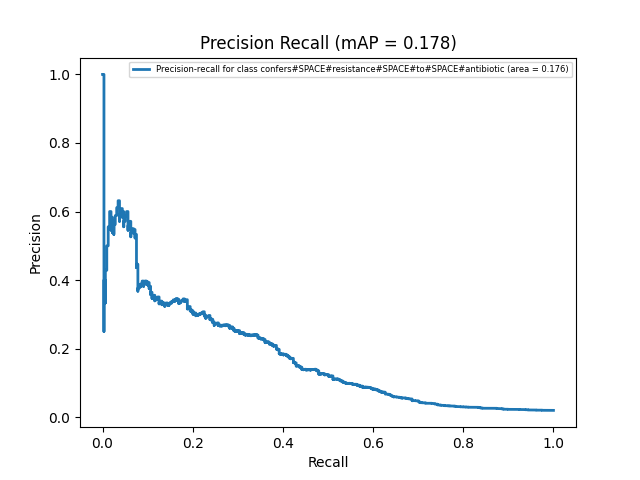 Precision Recall (mAP = 0.178)
Precision-recall for class confers#SPACE#resistance#SPACE#to#SPACE#antibiotic (area = 0.176)
1.0
0.8
0.6
0.4
0.2
0.0
Precision
0.0 0.2 0.4 0.6 0.8 1.0
Recall